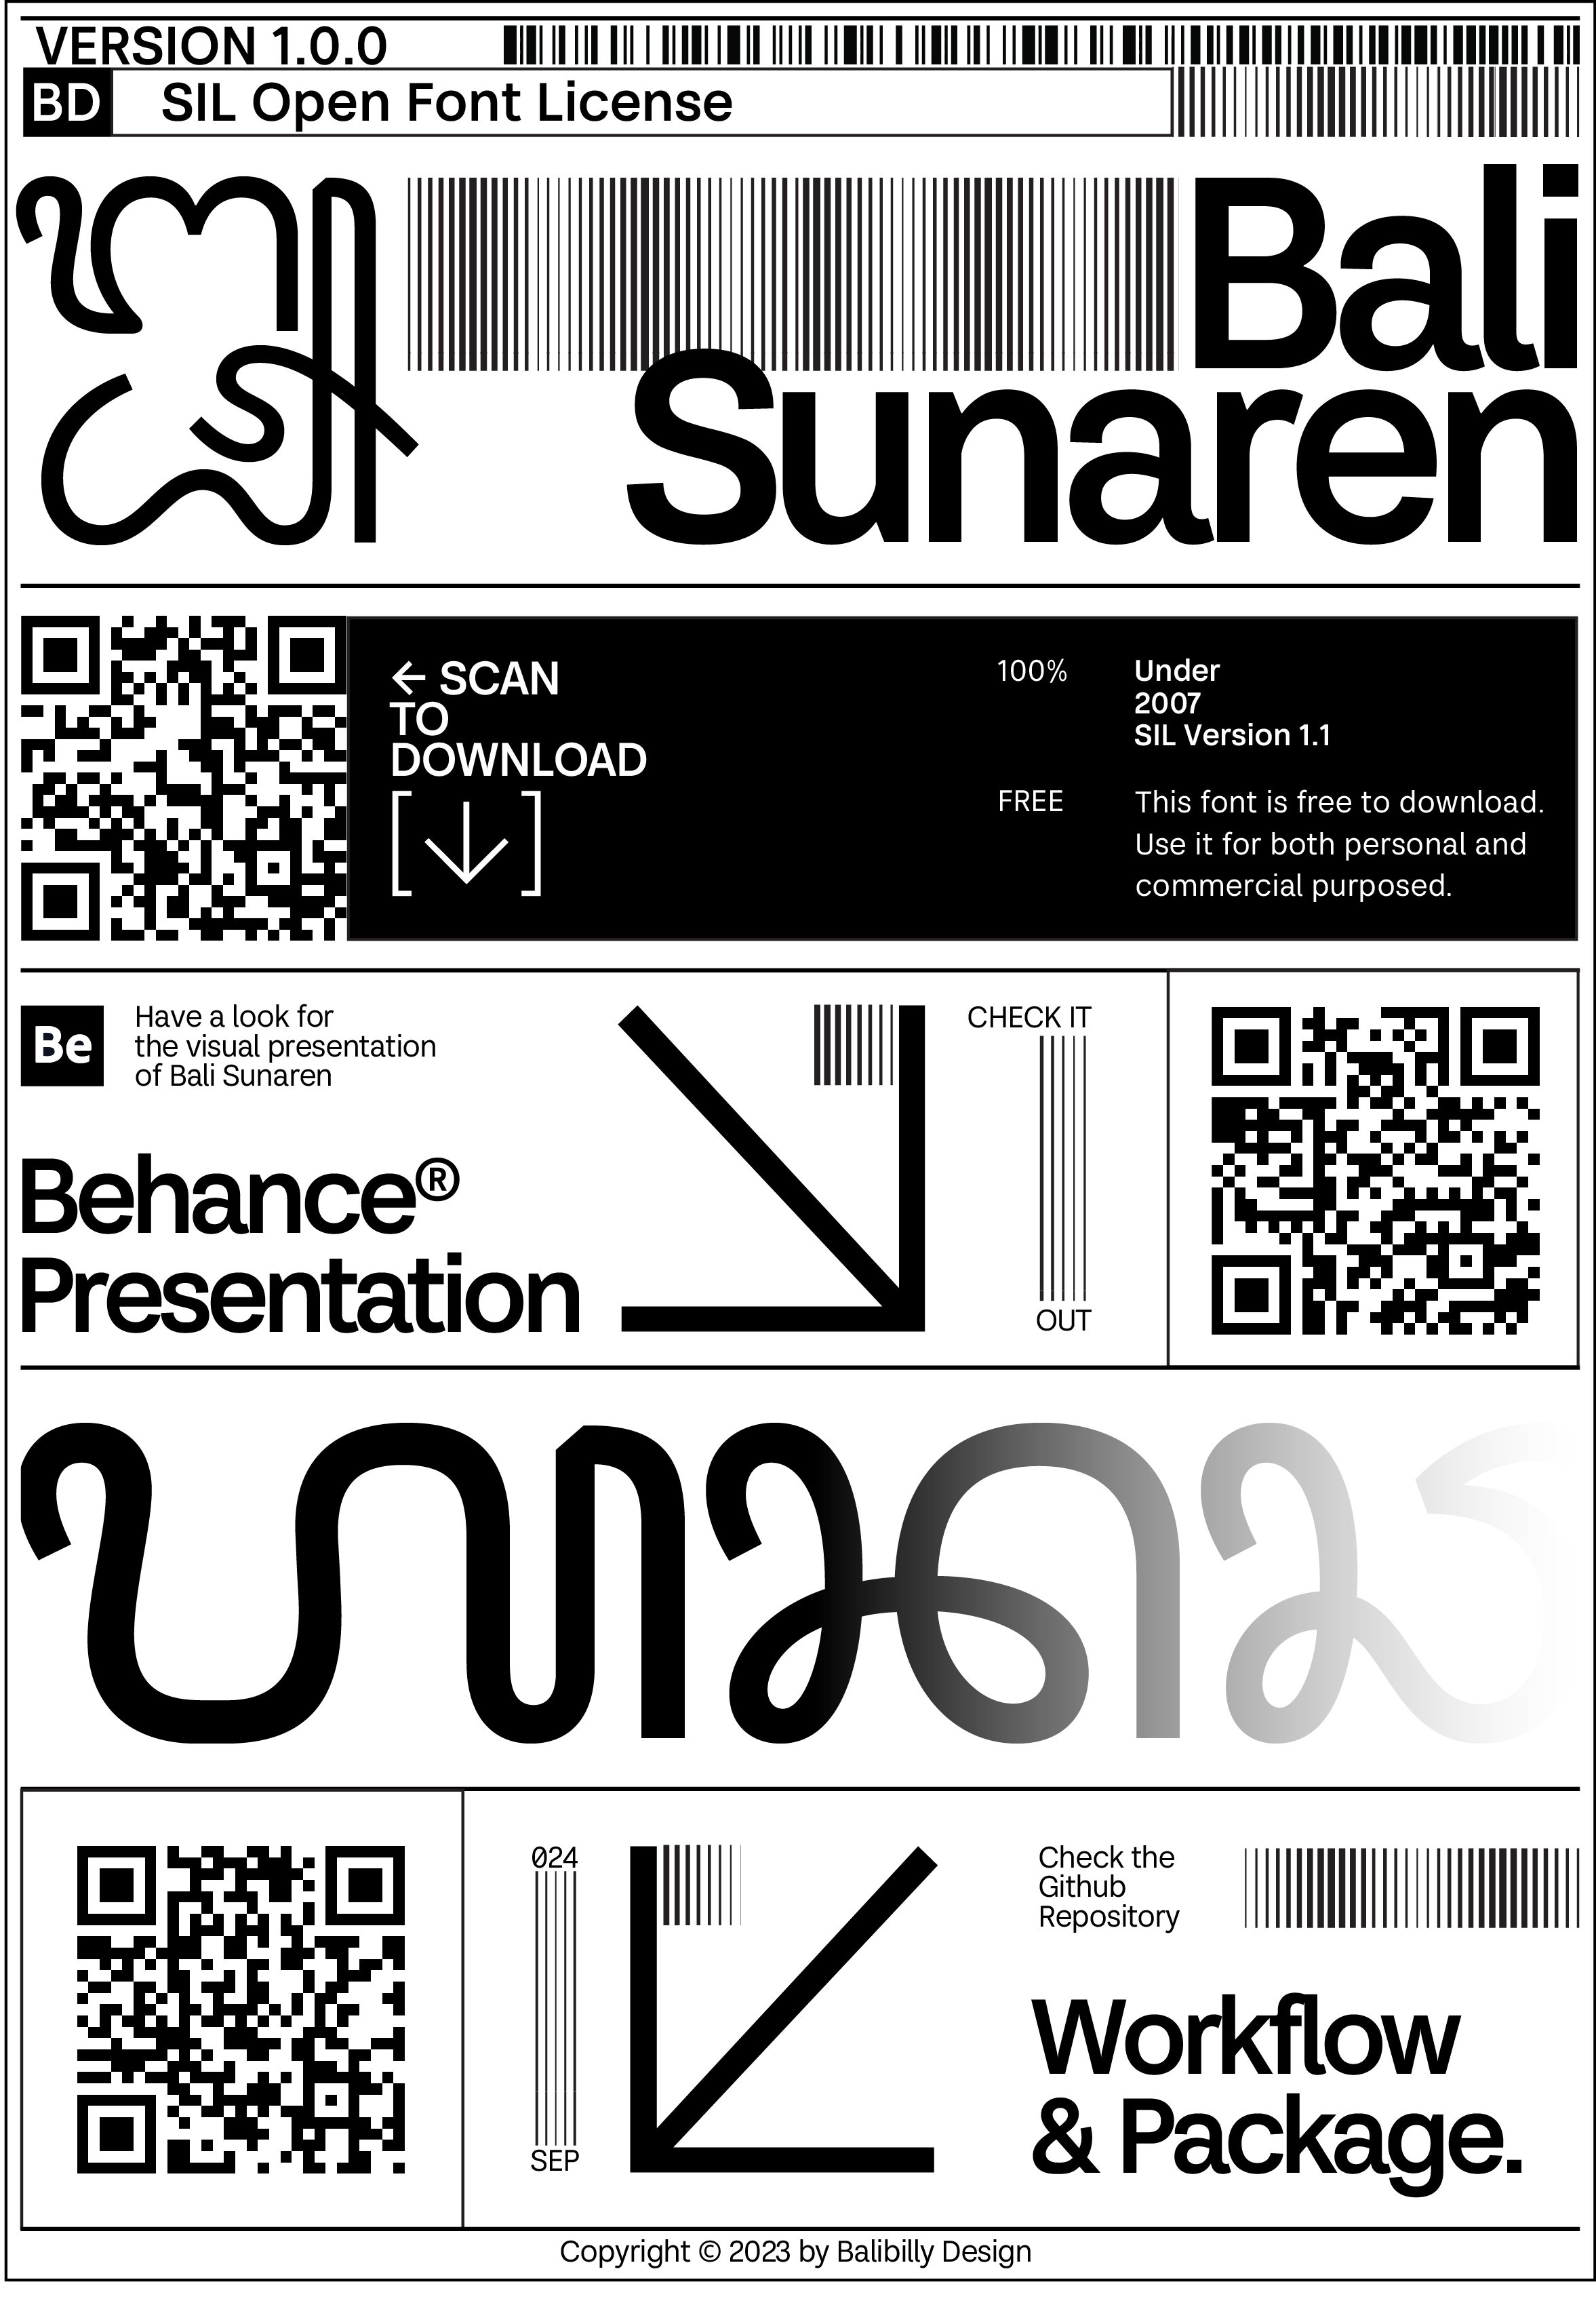 VERSION 1.0.0
BD SIL Open Font License
Bali
Sunaren
← SCAN
TO
DOWNLOAD
[↓]
100% Under
2007
SIL Version 1.1
FREE This font is free to download.
Use it for both personal and
commercial purposed.
Be
Have a look for
the visual presentation
of Bali Sunaren
Behance®
Presentation
CHECK IT
OUT
024
SEP
Check the
Github
Repository
Workflow
& Package.
Copyright © 2023 by Balibilly Design